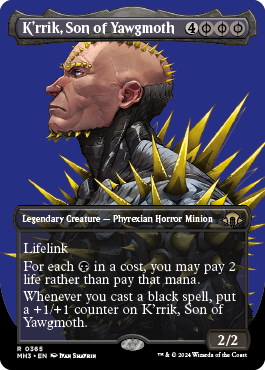 K'rrik, Son of Yawgmoth 4
Legendary Creature — Phyrexian Horror Minion
Lifelink
For each in a cost, you may pay 2
life rather than pay that mana.
Whenever you cast a black spell, put
a +1/+1 counter on K'rrik, Son of
Yawgmoth.
2/2
R 0365
MH3 • EN Ivan Shavrin
™ & © 2024 Wizards of the Coast